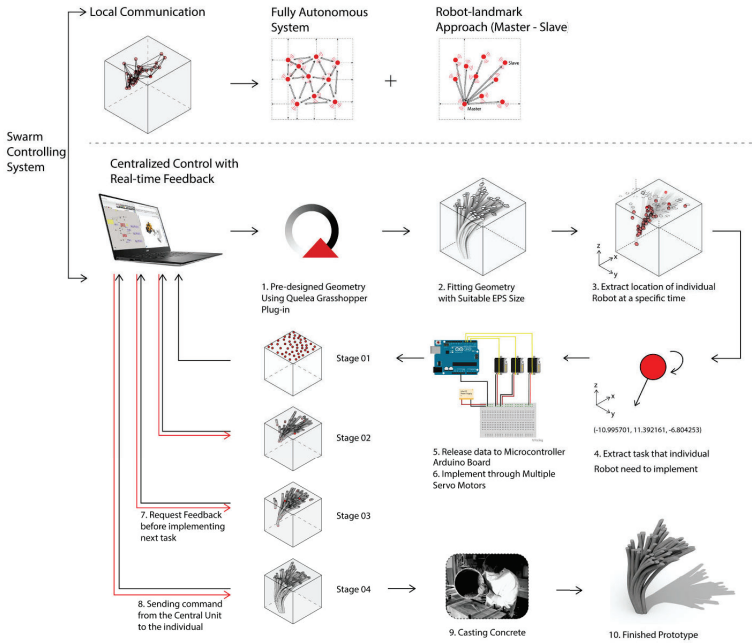 Local Communication
Fully Autonomous
System
Robot-landmark
Approach (Master - Slave)
Slave
Master
Swarm
Controlling
System
Centralized Control with
Real-time Feedback
1. Pre-designed Geometry
Using Quelea Grasshopper
Plug-in
2. Fitting Geometry
with Suitable EPS Size
z
x
y
3. Extract location of individual
Robot at a specific time
Stage 01
z
x
y
(-10.995701, 11.392161, -6.804253)
Stage 02
5. Release data to Microcontroller
Arduino Board
6. Implement through Multiple
Servo Motors
4. Extract task that individual
Robot need to implement
7. Request Feedback
before implementing
next task
Stage 03
8. Sending command
from the Central Unit
to the individual
Stage 04
9. Casting Concrete
10. Finished Prototype